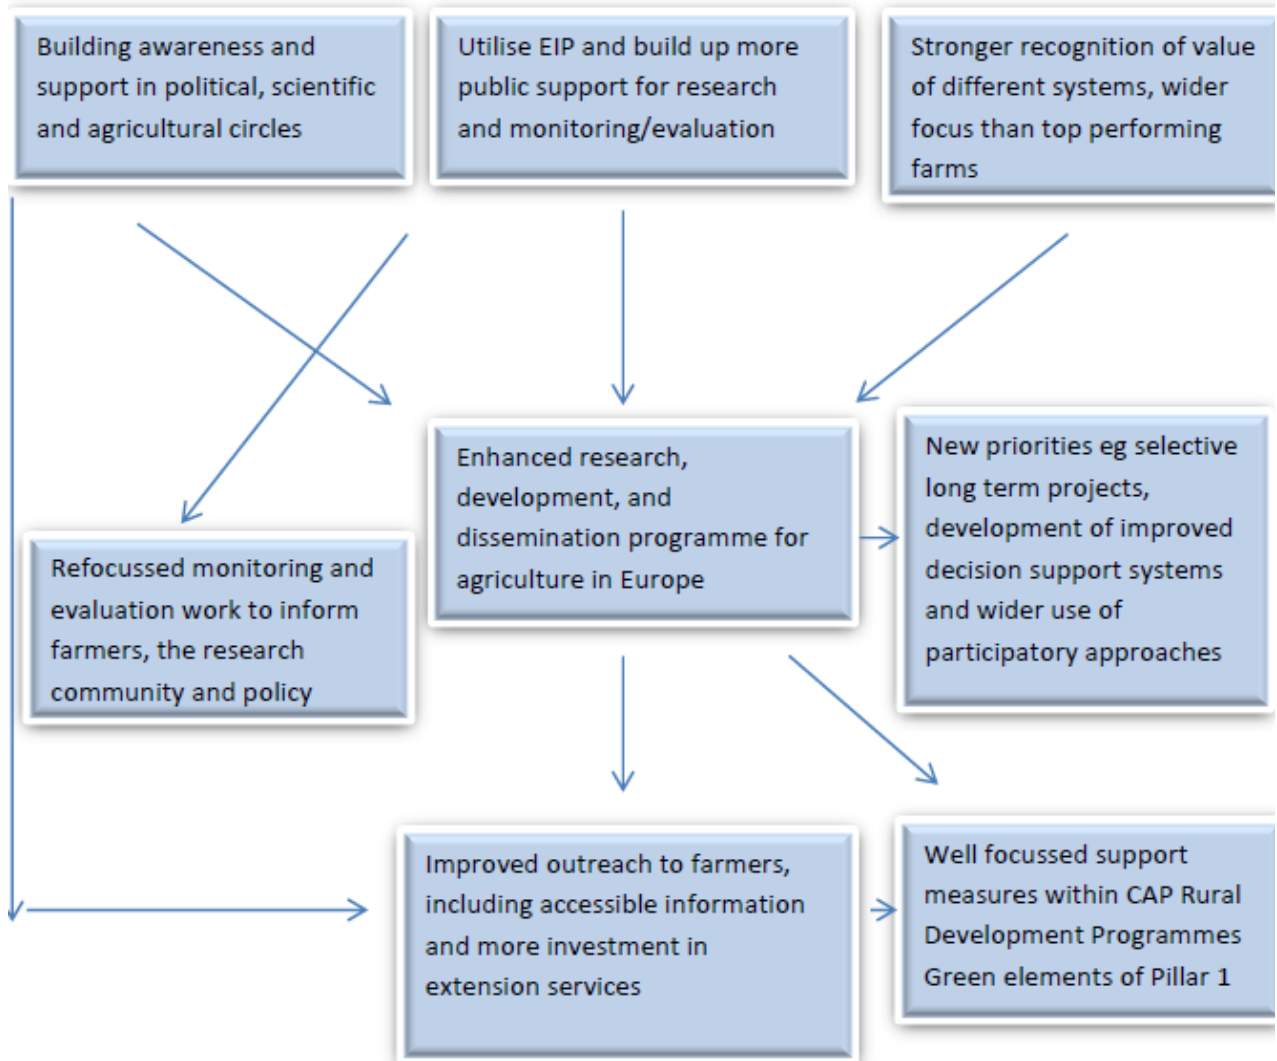 Building awareness and
support in political, scientific
and agricultural circles
Utilise EIP and build up more
public support for research
and monitoring/evaluation
Stronger recognition of value
of different systems, wider
focus than top performing
farms
Enhanced research,
development, and
dissemination programme for
agriculture in Europe
New priorities eg selective
long term projects,
development of improved
decision support systems
and wider use of
participatory approaches
Refocussed monitoring and
evaluation work to inform
farmers, the research
community and policy
Improved outreach to farmers,
including accessible information
and more investment in
extension services
Well focussed support
measures within CAP Rural
Development Programmes
Green elements of Pillar 1